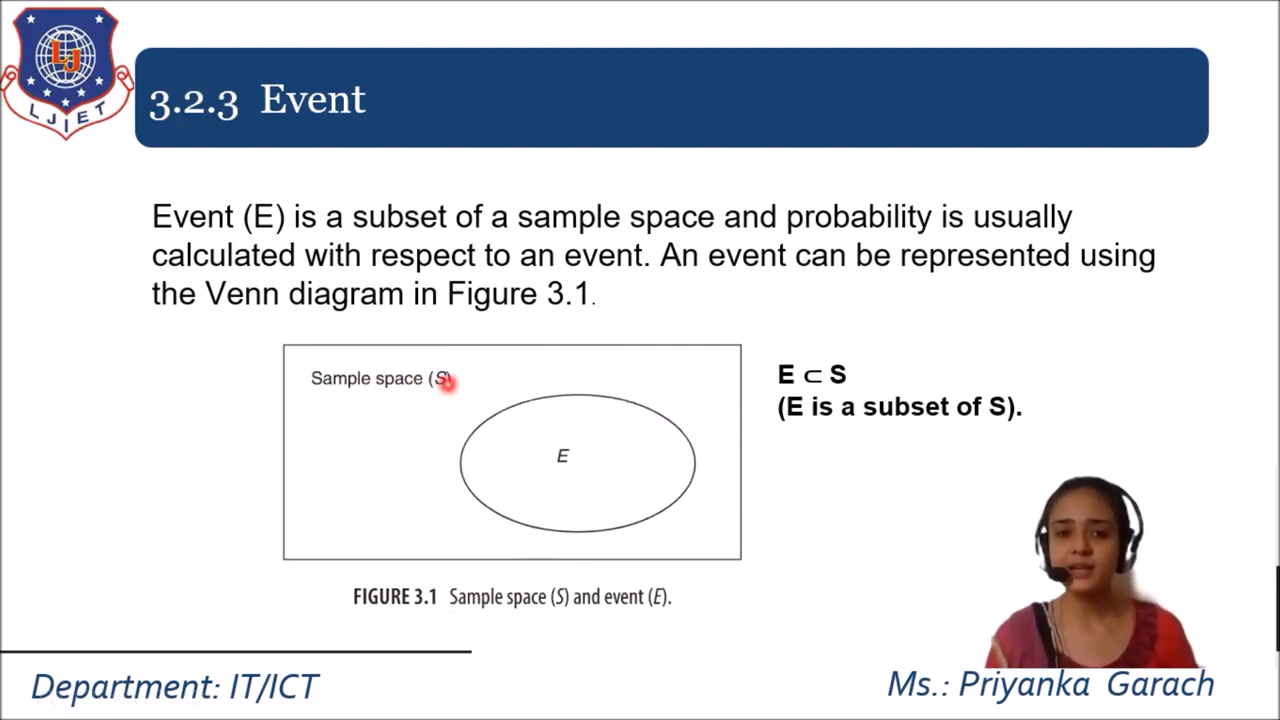 LJ
LJIET
3.2.3 Event
Event (E) is a subset of a sample space and probability is usually
calculated with respect to an event. An event can be represented using
the Venn diagram in Figure 3.1.
Sample space (S)
E
E ⊂ S
(E is a subset of S).
FIGURE 3.1 Sample space (S) and event (E).
Department: IT/ICT
Ms.: Priyanka Garach